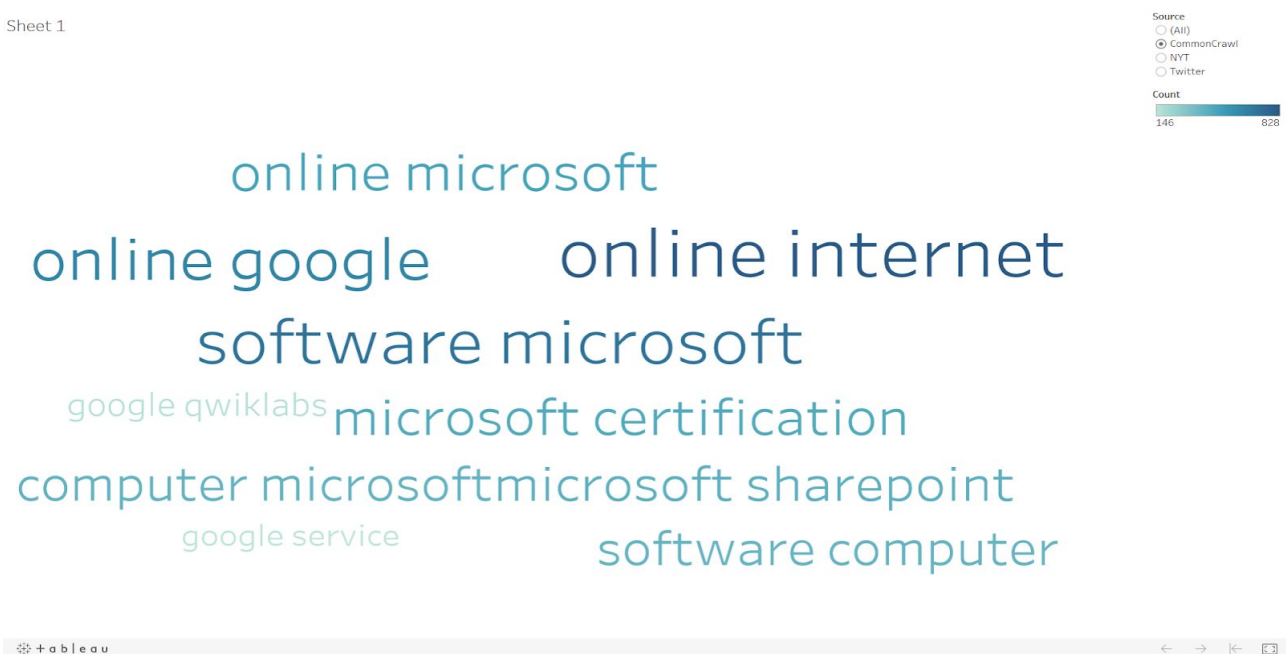 Sheet 1
Source
(All)
CommonCrawl
NYT
Twitter
Count
146 828
online microsoft
online google
online internet
software microsoft
google qwiklabs
microsoft certification
computer microsoft
microsoft sharepoint
google service
software computer
+ableau